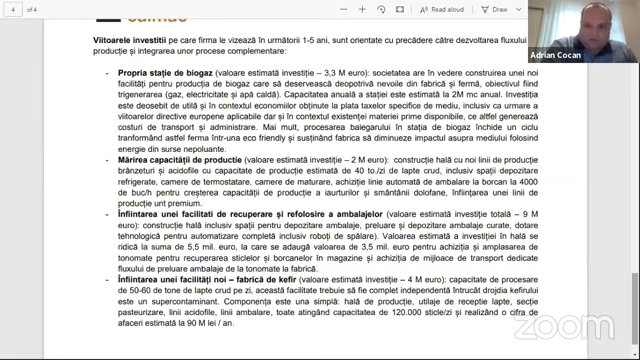 4 of 4
Read aloud
Draw
Adrian Cocan
Viitoarele investitii pe care firma le vizează în următorii 1-5 ani, sunt orientate cu precădere către dezvoltarea fluxului
producție și integrarea unor procese complementare:
- Propria stație de biogaz (valoare estimată investiție – 3,3 M euro): societatea are în vedere construirea unei noi
facilități pentru producția de biogaz care să deservească deopotrivă nevoile din fabrică și fermă, obiectivul fiind
trigenerarea (gaz, electricitate și apă caldă). Capacitatea anuală a stației este estimată la 2M mc anual. Investiția
este deosebit de utilă și în contextul economiilor obținute la plata taxelor specific de mediu, inclusiv ca urmare a
viitoarelor directive europene aplicabile dar și în contextul existenței materiei prime disponibile, ce altfel generează
costuri de transport și administrare. Mai mult, procesarea balegarului în stația de biogaz închide un ciclu
tranformând astfel ferma într-una eco friendly și susținând fabrica să diminueze impactul asupra mediului folosind
energie din surse nepoluante.
- Mărirea capacității de productie (valoare estimată investiție – 2 M euro): construcție hală cu noi linii de producție
brânzeturi și acidofile cu capacitate de producție estimată de 40 to./zi de lapte crud, inclusiv spații depozitare
refrigerate, camere de termostatare, camere de maturare, achiziție linie automată de ambalare la borcan la 4000
de buc/h pentru creșterea capacității de producție a iaurturilor și smântânii dolofane, înființarea unei linii de
producție unt premium.
- Înființarea unei facilitati de recuperare și refolosire a ambalajelor (valoare estimată investiție totală – 9 M
euro): construcție hală inclusiv spații pentru depozitare ambalaje, preluare și depozitare ambalaje curate, dotare
tehnologică pentru automatizare completă inclusiv roboți de spălare). Valoarea estimată a investiției în hală se
ridică la suma de 5,5 mil. euro, la care se adaugă valoarea de 3,5 mil. euro pentru achiziția și amplasarea de
tonomate pentru recuperarea sticlelor și borcanelor în magazine și achiziția de mijloace de transport dedicate
fluxului de preluare ambalaje de la tonomate la fabrică.
- Înființarea unei facilități noi – fabrică de kefir (valoare estimată investiție – 4 M euro): capacitate de procesare
de 50-60 de tone de lapte crud pe zi, această facilitate trebuie să fie complet independentă întrucât drojdia kefirului
este un supercontaminant. Componența este una simplă: hală de producție, utilaje de receptie lapte, secție
pasteurizare, linii acidofile, linii ambalare, toate atingând capacitatea de 120.000 sticle/zi și realizând o cifra de
afaceri estimată la 90 M lei / an.
zoom